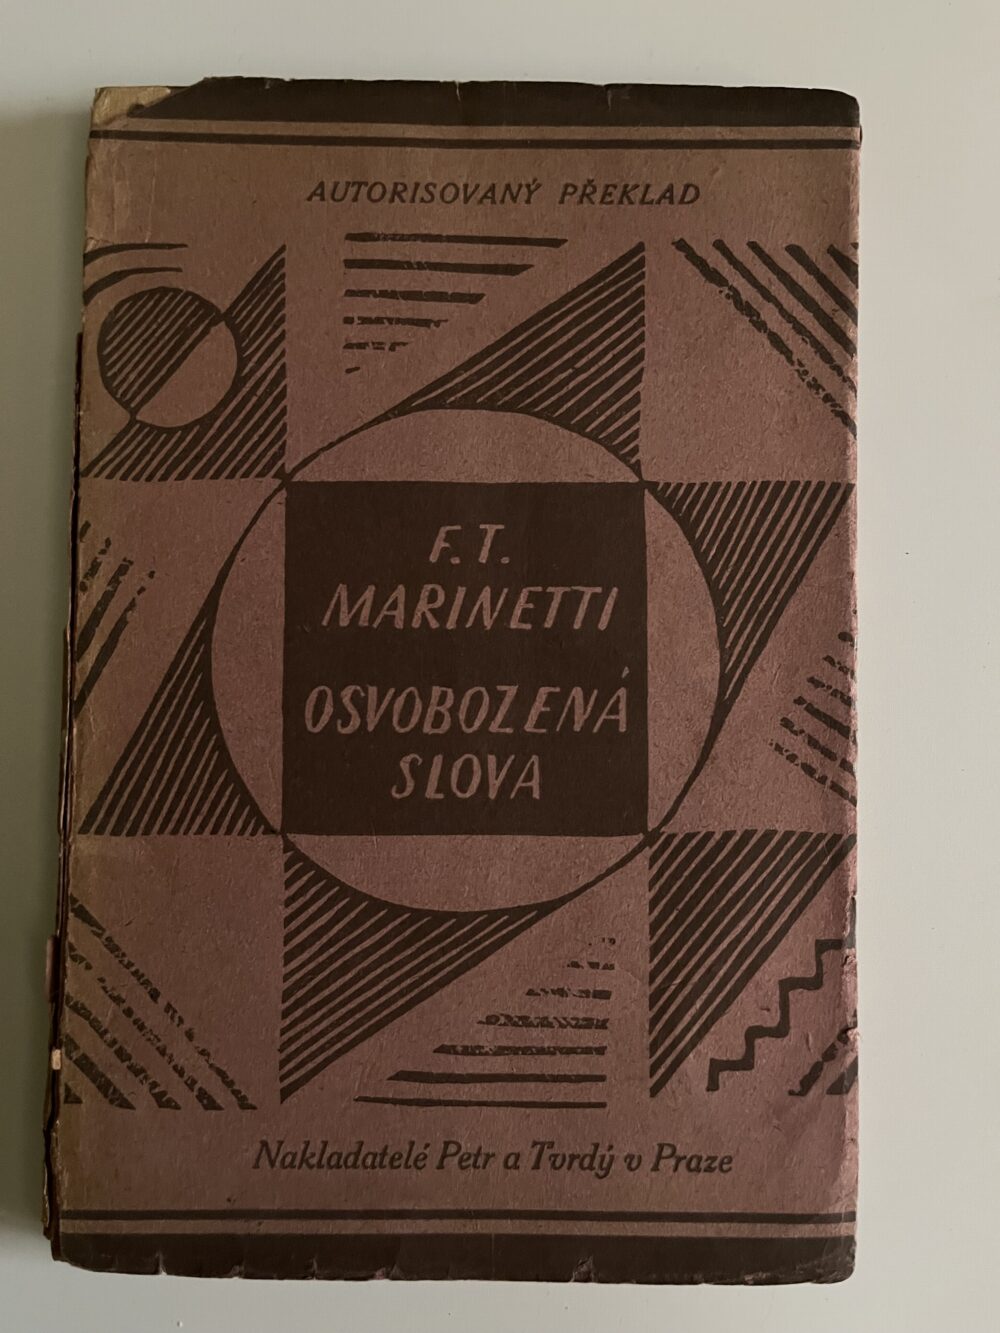 AUTORISOVANÝ PŘEKLAD
F. T.
MARINETTI
OSVOBOZENÁ
SLOVA
Nakladatelé Petr a Tvrdý v Praze